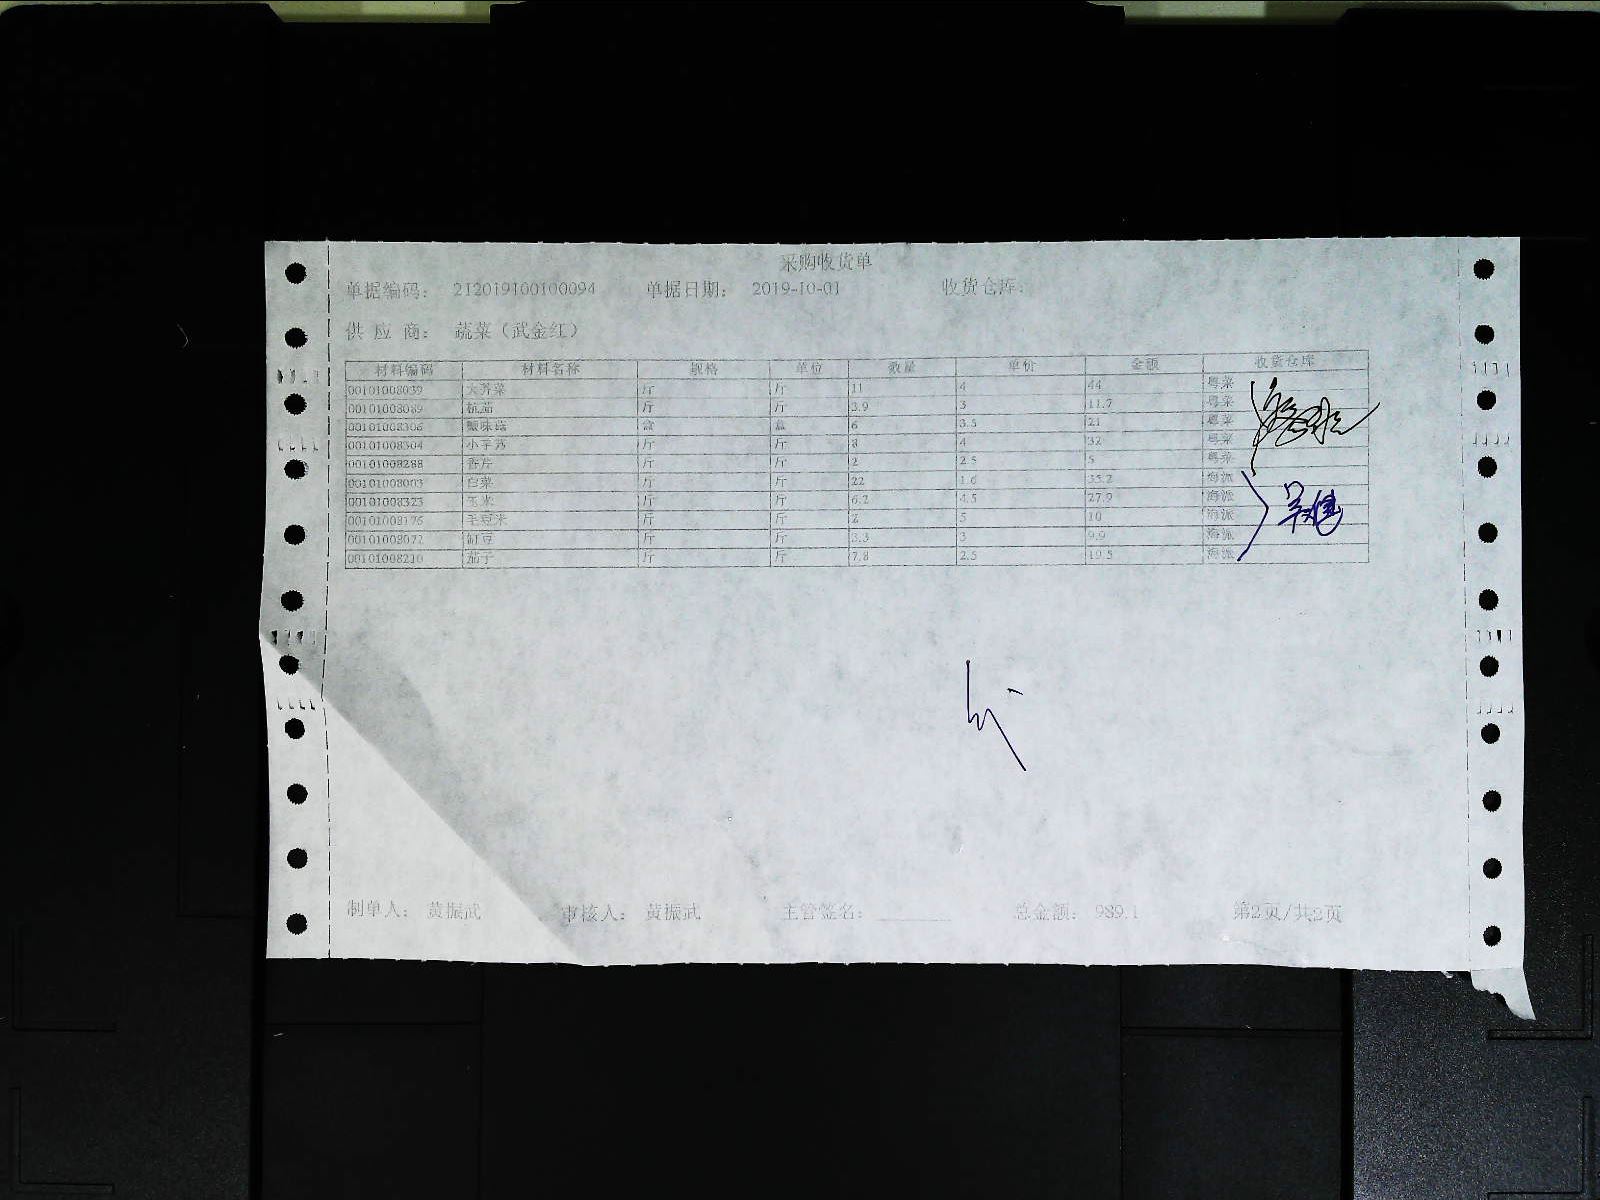 采购收货单
单据编码： 212019100100094 单据日期： 2019-10-01 收货仓库：
供 应 商： 蔬菜（武金红）
材料编码 材料名称 规格 单位 数量 单价 金额 收货仓库
00101008039 大芥菜 斤 斤 11 4 44 粤菜
00101008089 杭茄 斤 斤 3.9 3 11.7 粤菜
00101008306 蟹味菇 盒 盒 6 3.5 21 粤菜
00101008304 小芋艿 斤 斤 8 4 32 粤菜
00101008288 香芹 斤 斤 2 2.5 5 粤菜
00101008003 白菜 斤 斤 22 1.6 35.2 海派
00101008323 玉米 斤 斤 6.2 4.5 27.9 海派
00101008176 毛豆米 斤 斤 2 5 10 海派
00101008072 豇豆 斤 斤 3.3 3 9.9 海派
00101008210 茄子 斤 斤 7.8 2.5 19.5 海派
制单人： 黄振武 审核人： 黄振武 主管签名： 总金额： 989.1 第2页/共2页